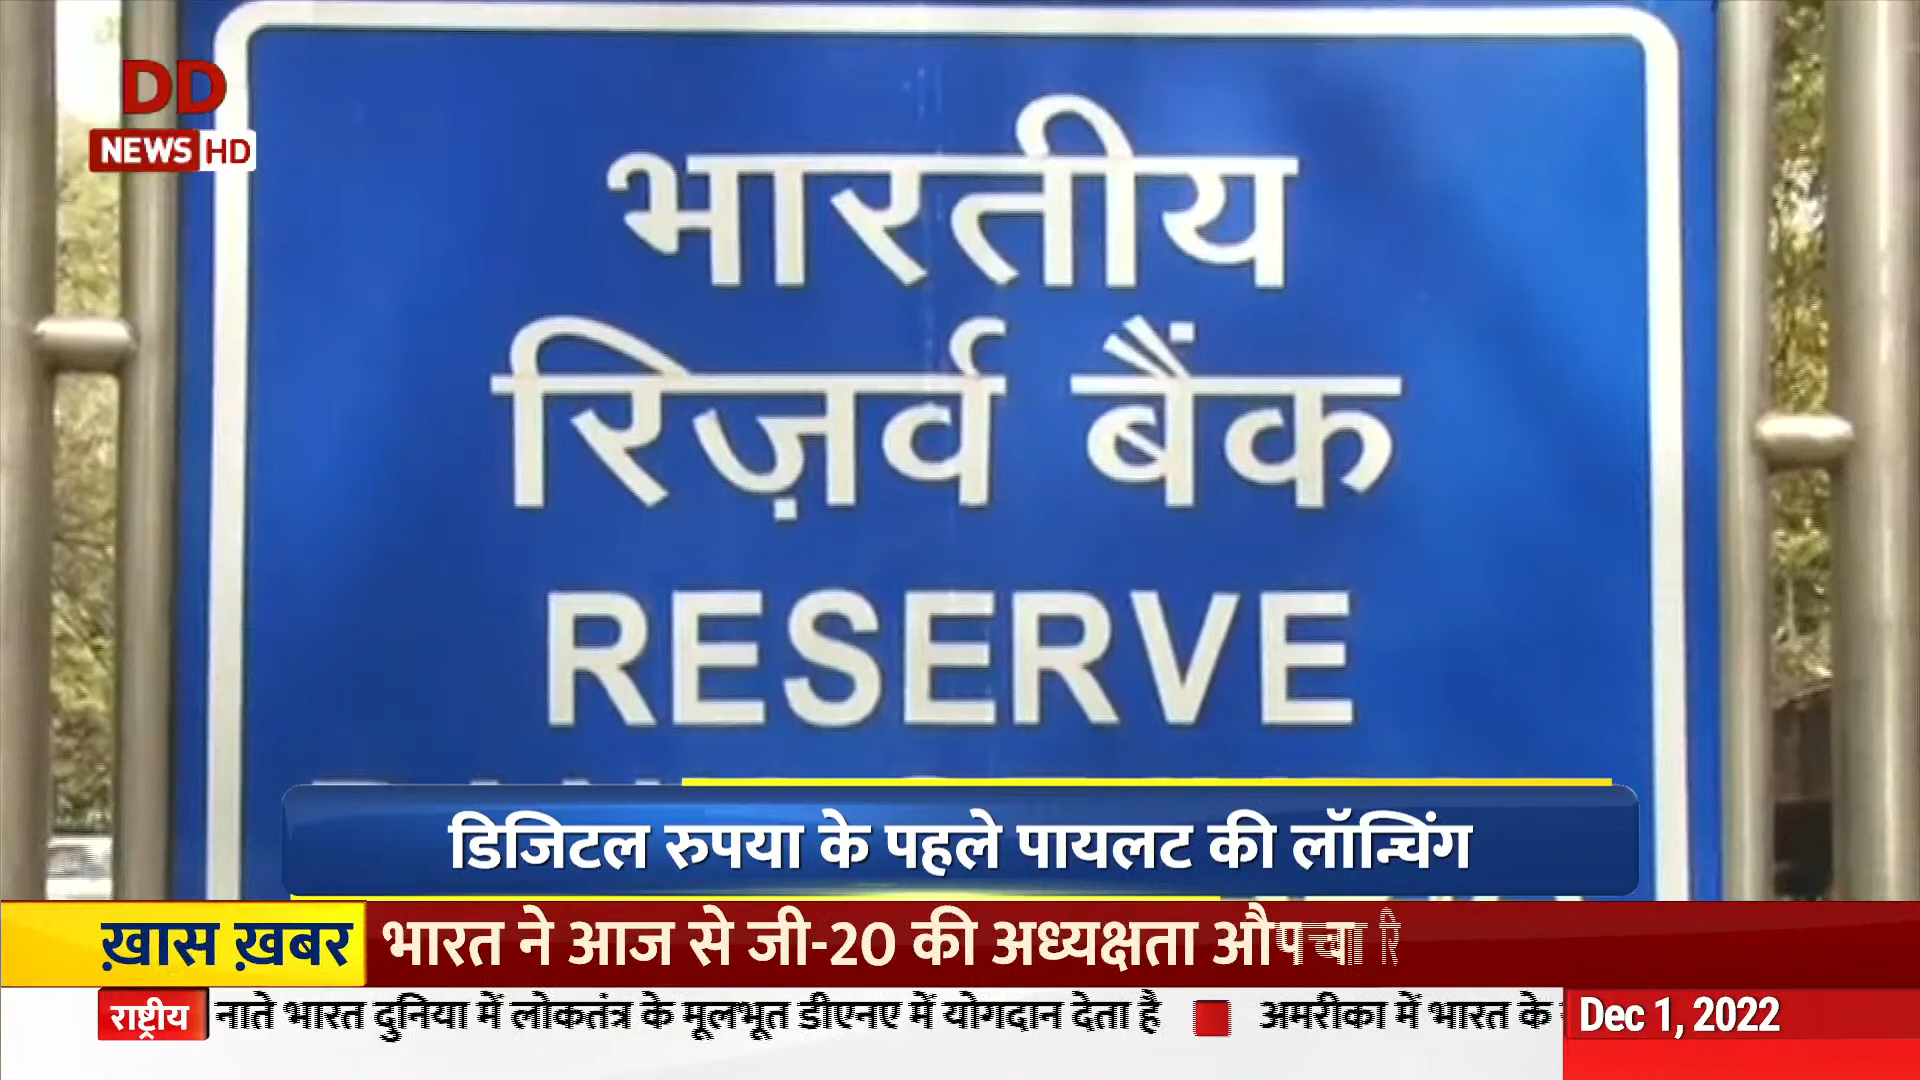 DD
NEWS HD
भारतीय
रिज़र्व बैंक
RESERVE
डिजिटल रुपया के पहले पायलट की लॉन्चिंग
ख़ास ख़बर
भारत ने आज से जी-20 की अध्यक्षता
राष्ट्रीय
नाते भारत दुनिया में लोकतंत्र के मूलभूत डीएनए में योगदान देता है
अमरीका में भारत के
Dec 1, 2022